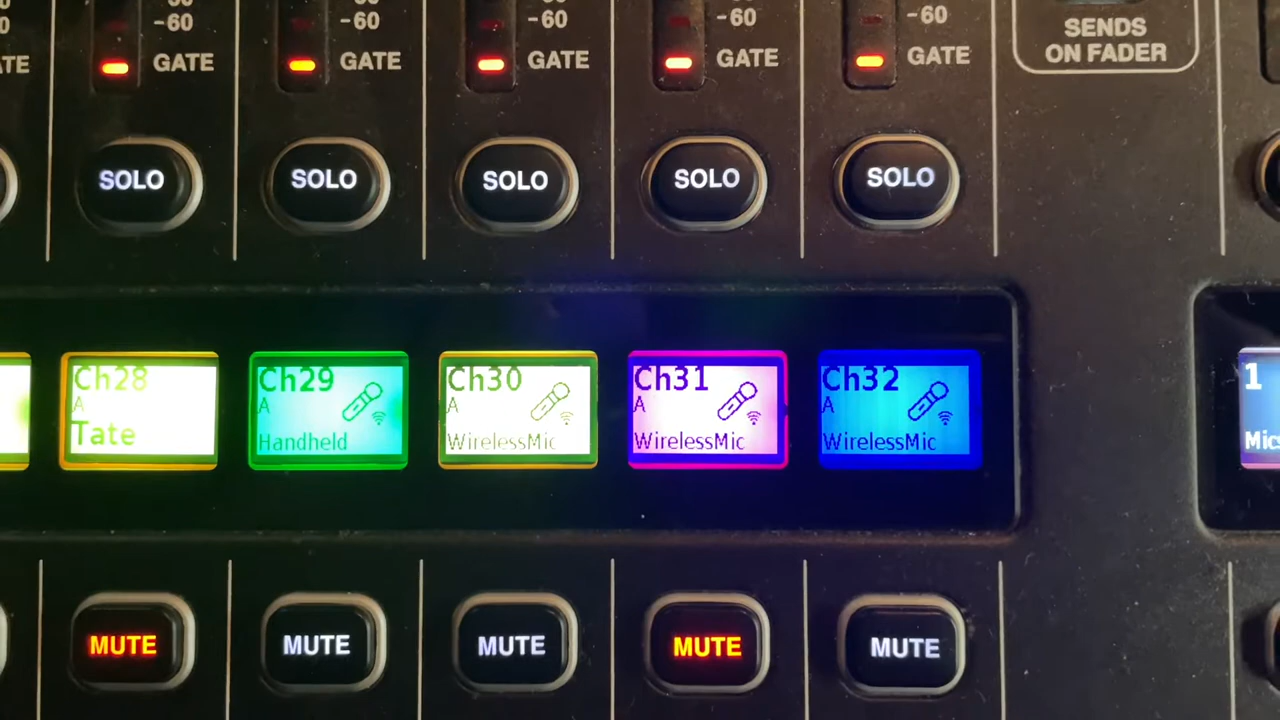 -60 -60 -60 -60 -60
GATE GATE GATE GATE GATE
SENDS
ON FADER
SOLO SOLO SOLO SOLO SOLO
Ch28
A
Tate
Ch29
A
Handheld
Ch30
A
WirelessMic
Ch31
A
WirelessMic
Ch32
A
WirelessMic
1
MUTE MUTE MUTE MUTE MUTE